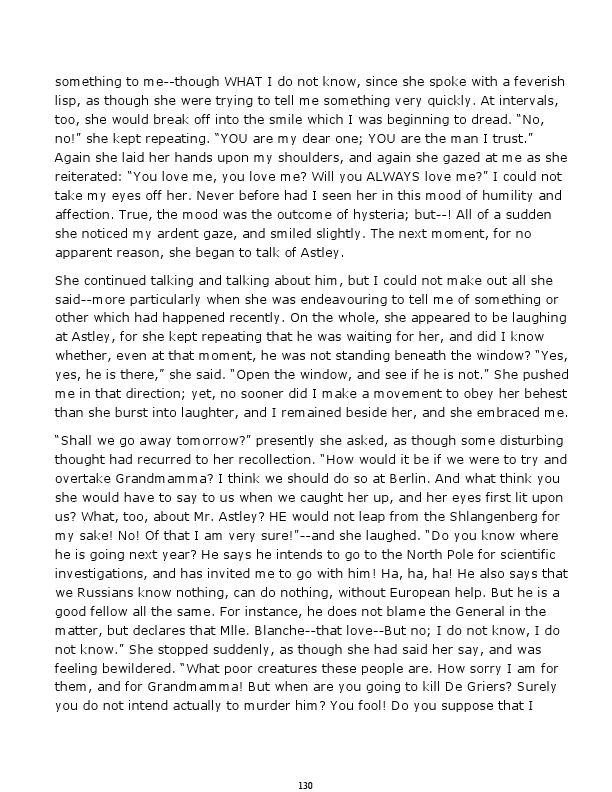 something to me--though WHAT I do not know, since she spoke with a feverish
lisp, as though she were trying to tell me something very quickly. At intervals,
too, she would break off into the smile which I was beginning to dread. “No,
no!” she kept repeating. “YOU are my dear one; YOU are the man I trust.”
Again she laid her hands upon my shoulders, and again she gazed at me as she
reiterated: “You love me, you love me? Will you ALWAYS love me?” I could not
take my eyes off her. Never before had I seen her in this mood of humility and
affection. True, the mood was the outcome of hysteria; but--! All of a sudden
she noticed my ardent gaze, and smiled slightly. The next moment, for no
apparent reason, she began to talk of Astley.
She continued talking and talking about him, but I could not make out all she
said--more particularly when she was endeavouring to tell me of something or
other which had happened recently. On the whole, she appeared to be laughing
at Astley, for she kept repeating that he was waiting for her, and did I know
whether, even at that moment, he was not standing beneath the window? “Yes,
yes, he is there,” she said. “Open the window, and see if he is not.” She pushed
me in that direction; yet, no sooner did I make a movement to obey her behest
than she burst into laughter, and I remained beside her, and she embraced me.
“Shall we go away tomorrow?” presently she asked, as though some disturbing
thought had recurred to her recollection. “How would it be if we were to try and
overtake Grandmamma? I think we should do so at Berlin. And what think you
she would have to say to us when we caught her up, and her eyes first lit upon
us? What, too, about Mr. Astley? HE would not leap from the Shlangenberg for
my sake! No! Of that I am very sure!”--and she laughed. “Do you know where
he is going next year? He says he intends to go to the North Pole for scientific
investigations, and has invited me to go with him! Ha, ha, ha! He also says that
we Russians know nothing, can do nothing, without European help. But he is a
good fellow all the same. For instance, he does not blame the General in the
matter, but declares that Mlle. Blanche--that love--But no; I do not know, I do
not know.” She stopped suddenly, as though she had said her say, and was
feeling bewildered. “What poor creatures these people are. How sorry I am for
them, and for Grandmamma! But when are you going to kill De Griers? Surely
you do not intend actually to murder him? You fool! Do you suppose that I
130